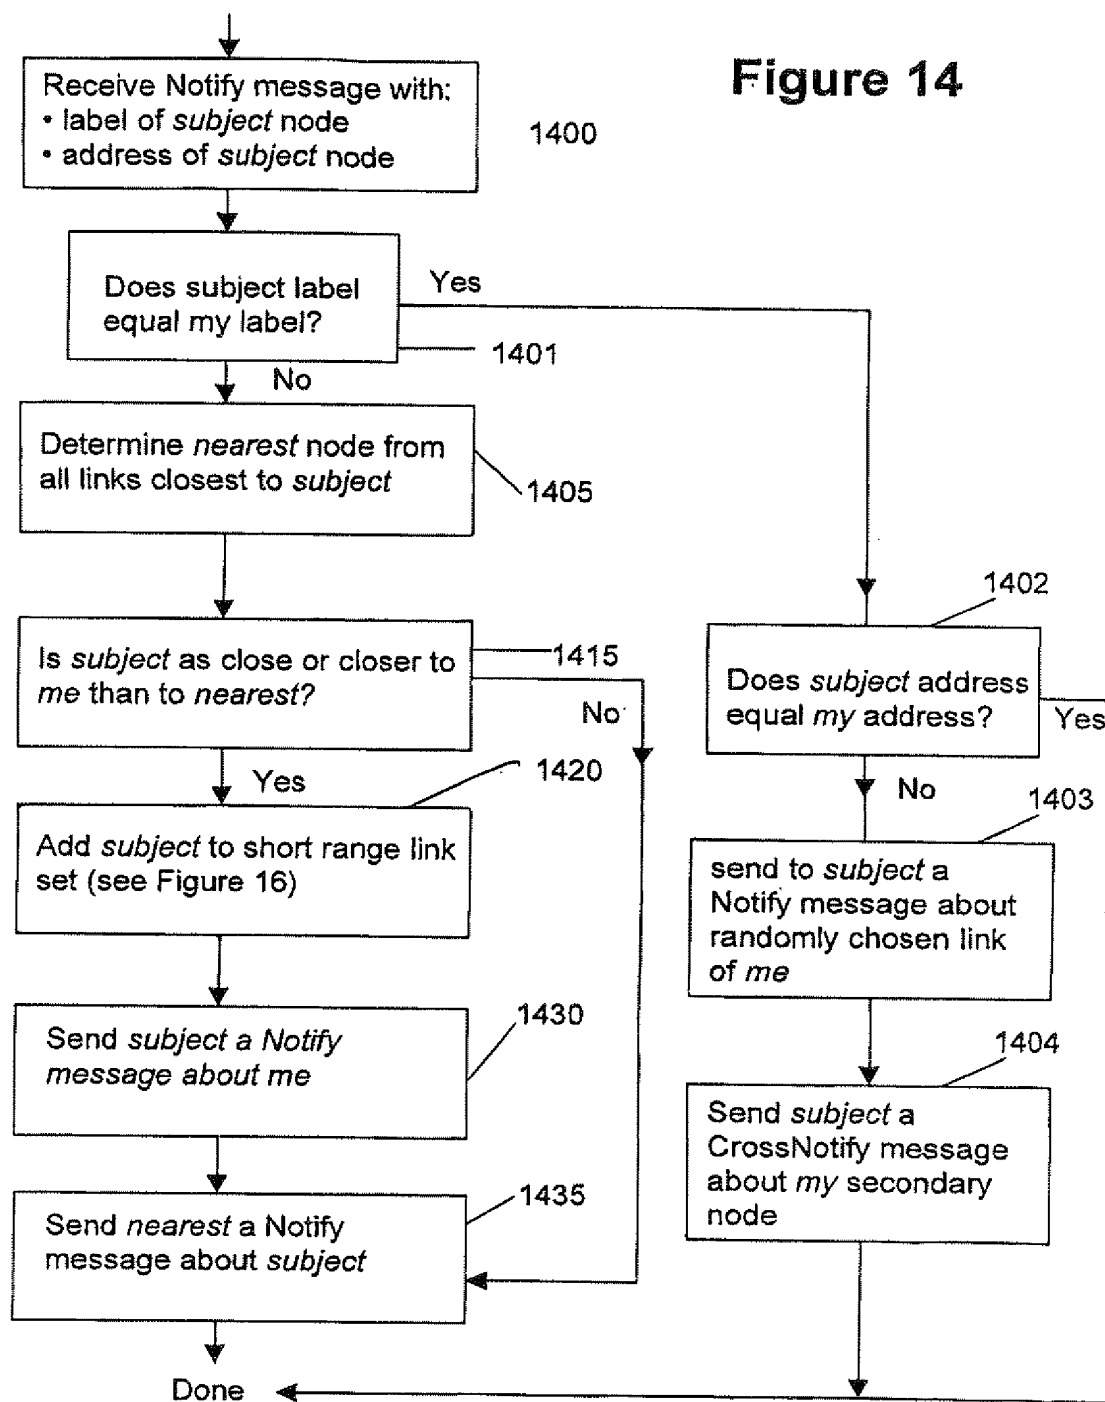 Figure 14
Receive Notify message with:
• label of subject node
• address of subject node
1400
Does subject label
equal my label?
Yes
1401
No
Determine nearest node from
all links closest to subject
1405
Is subject as close or closer to
me than to nearest?
1415
No
Yes
1420
Add subject to short range link
set (see Figure 16)
Send subject a Notify
message about me
1430
Send nearest a Notify
message about subject
1435
Done
1402
Does subject address
equal my address?
Yes
No
1403
send to subject a
Notify message about
randomly chosen link
of me
1404
Send subject a
CrossNotify message
about my secondary
node